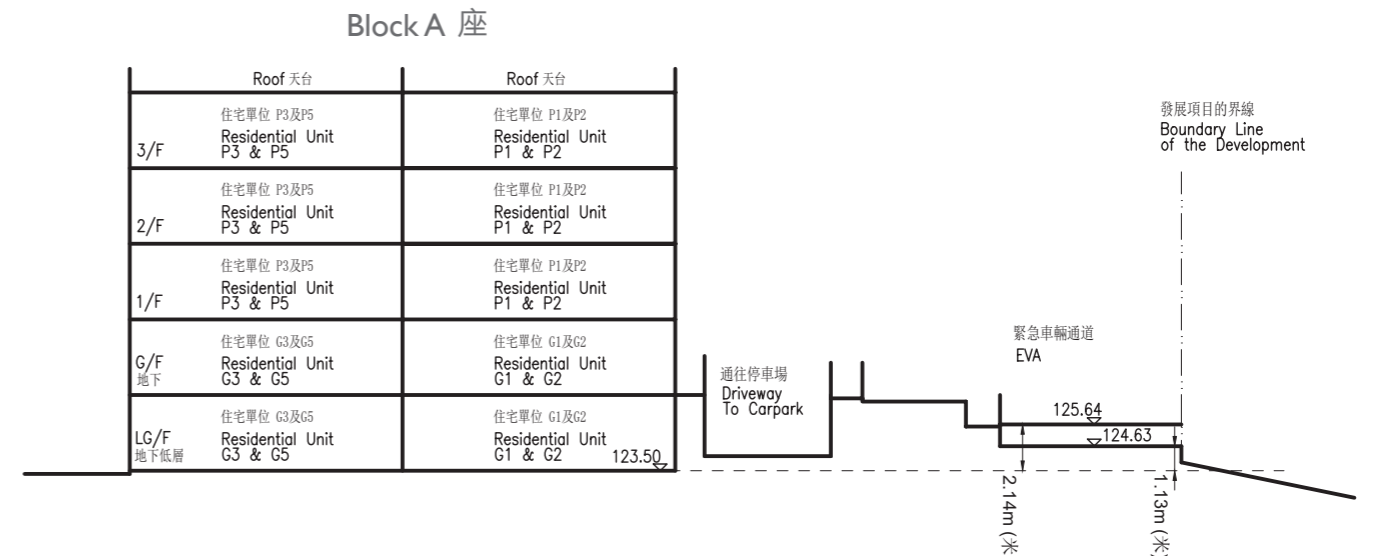 Block A 座
Roof 天台
Roof 天台
3/F
住宅單位 P3及P5
Residential Unit
P3 & P5
住宅單位 P1及P2
Residential Unit
P1 & P2
2/F
住宅單位 P3及P5
Residential Unit
P3 & P5
住宅單位 P1及P2
Residential Unit
P1 & P2
1/F
住宅單位 P3及P5
Residential Unit
P3 & P5
住宅單位 P1及P2
Residential Unit
P1 & P2
G/F
地下
住宅單位 G3及G5
Residential Unit
G3 & G5
住宅單位 G1及G2
Residential Unit
G1 & G2
LG/F
地下低層
住宅單位 G3及G5
Residential Unit
G3 & G5
住宅單位 G1及G2
Residential Unit
G1 & G2
123.50
通往停車場
Driveway
To Carpark
緊急車輛通道
EVA
125.64
124.63
2.14m (米
1.13m (米)
發展項目的界線
Boundary Line
of the Development